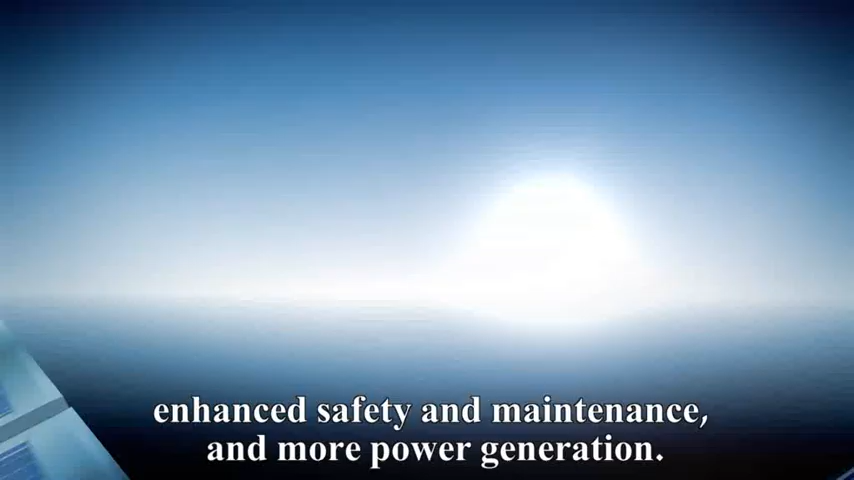 enhanced safety and maintenance,
and more power generation.